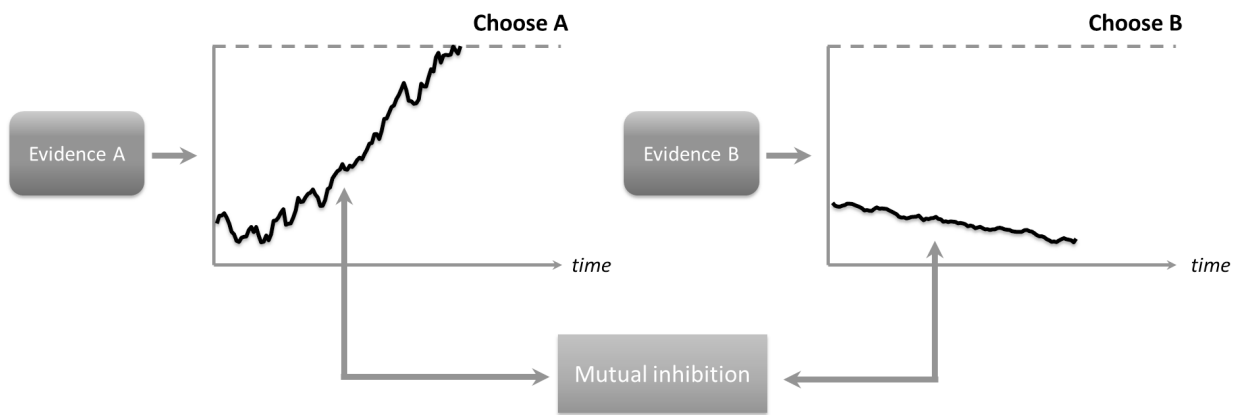 Choose A
Choose B
Evidence A
Evidence B
time
time
Mutual inhibition